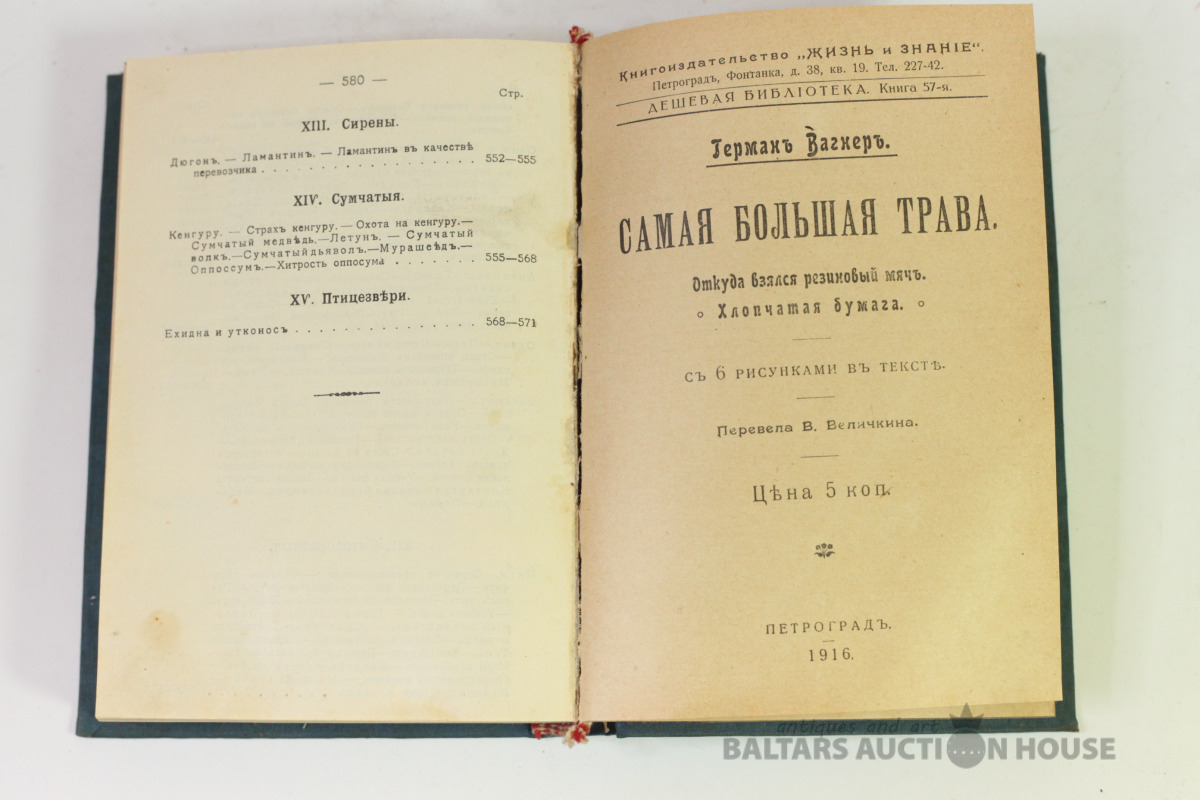 — 580 —
Стр.
XIII. Сирены.
Дюгонъ. — Ламантинъ. — Ламантинъ въ качествѣ
перевозчика . . . . . . . . . . . . . . . . 552—555
XIV. Сумчатыя.
Кенгуру. — Страхъ кенгуру. — Охота на кенгуру.—
Сумчатый медвѣдь.—Летунъ. — Сумчатый
волкъ.—Сумчатыйдьяволъ.—Мурашеѣдъ.—
Оппоссумъ.—Хитрость оппосума . . . . . . . 555—568
XV. Птицезвѣри.
Ехидна и утконосъ . . . . . . . . . . . . . . 568—571
Книгоиздательство „ЖИЗНЬ и ЗНАНІЕ“.
Петроградъ, Фонтанка, д. 38, кв. 19. Тел. 227-42.
ДЕШЕВАЯ БИБЛІОТЕКА. Книга 57-я.
Германъ Вагнеръ.
САМАЯ БОЛЬШАЯ ТРАВА.
Откуда взялся резиновый мячъ.
Хлопчатая бумага.
СЪ 6 РИСУНКАМИ ВЪ ТЕКСТѢ.
Перевела В. Величкина.
Цѣна 5 коп.
ПЕТРОГРАДЪ.
1916.
antiques and art
BALTARS AUCTION HOUSE